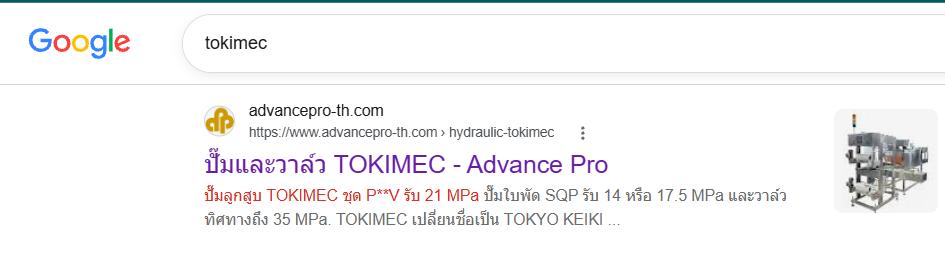 Google
tokimec
advancepro-th.com
https://www.advancepro-th.com › hydraulic-tokimec
ปั๊มและวาล์ว TOKIMEC - Advance Pro
ปั๊มลูกสูบ TOKIMEC ชุด P**V รับ 21 MPa ปั๊มใบพัด SQP รับ 14 หรือ 17.5 MPa และวาล์ว
ทิศทางถึง 35 MPa. TOKIMEC เปลี่ยนชื่อเป็น TOKYO KEIKI ...